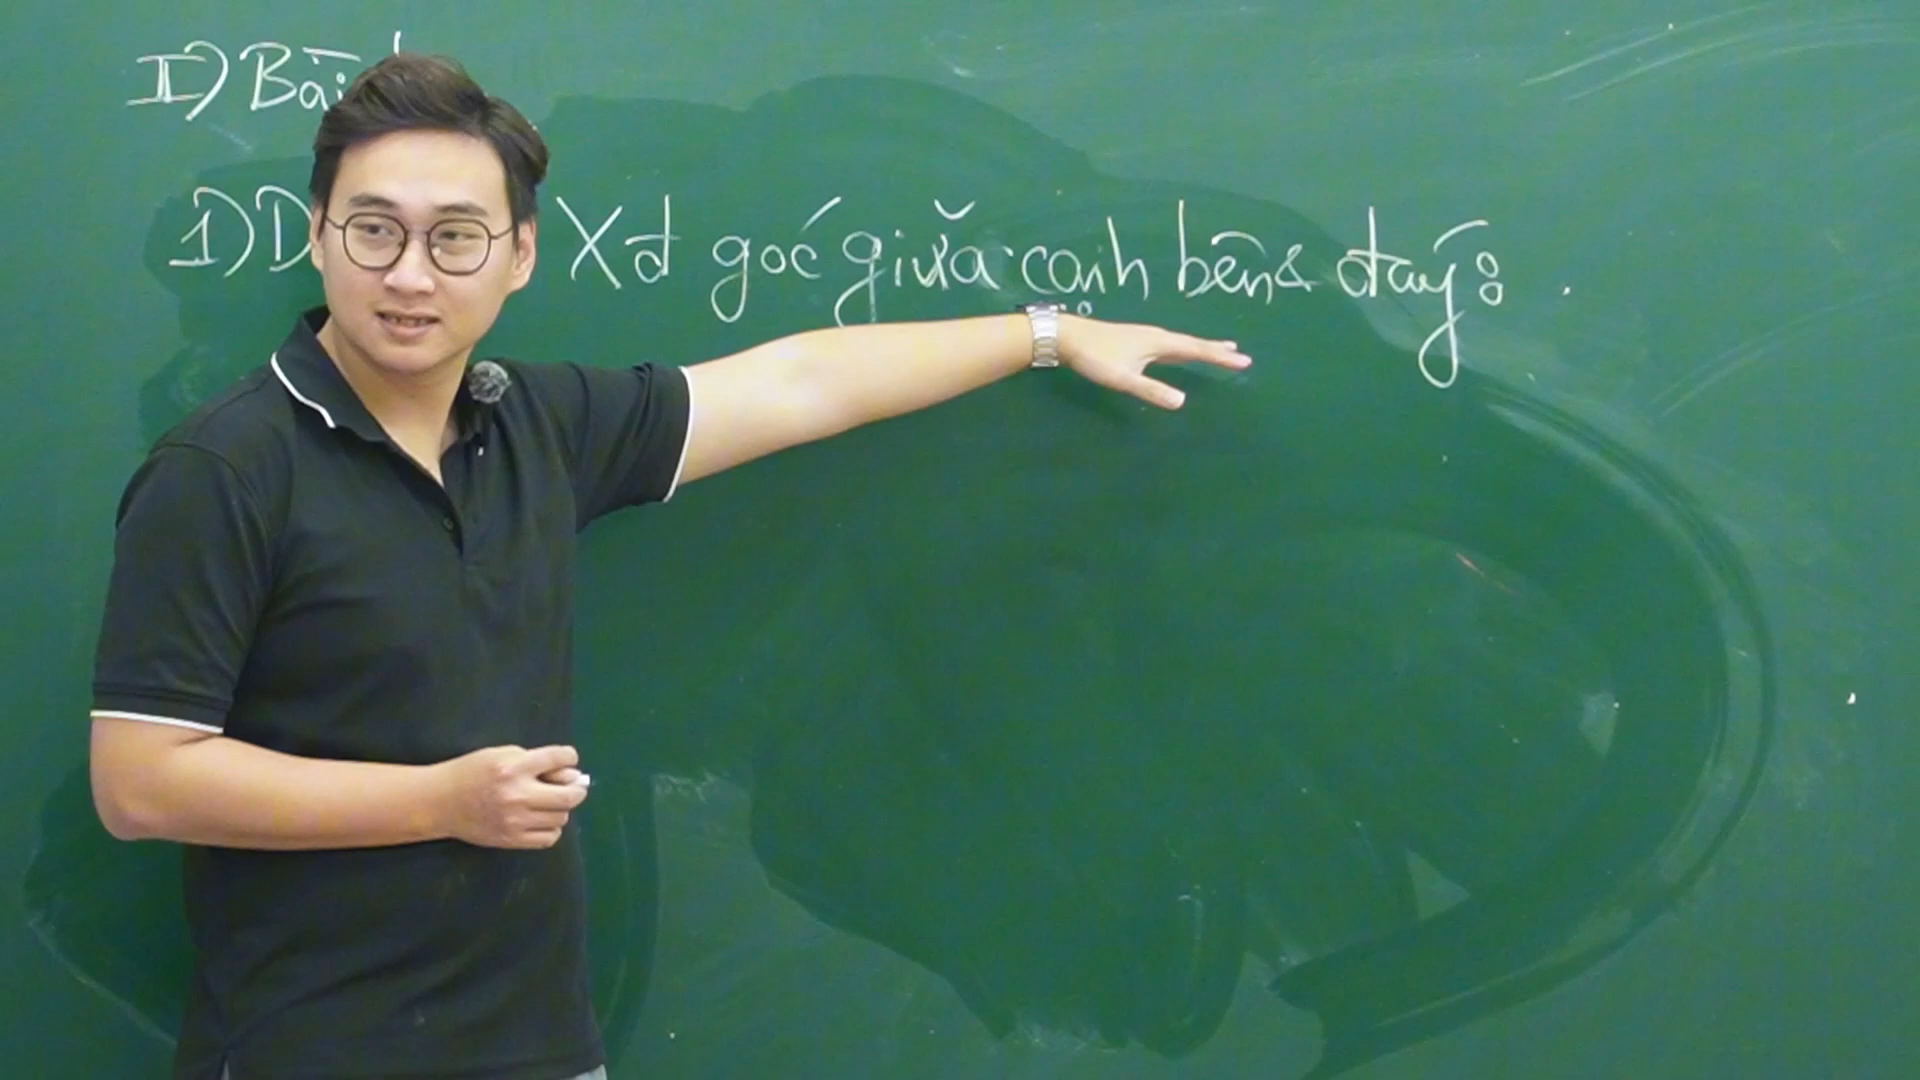 I) Bài
1) D Xđ góc giữa cạnh bên & đáy: